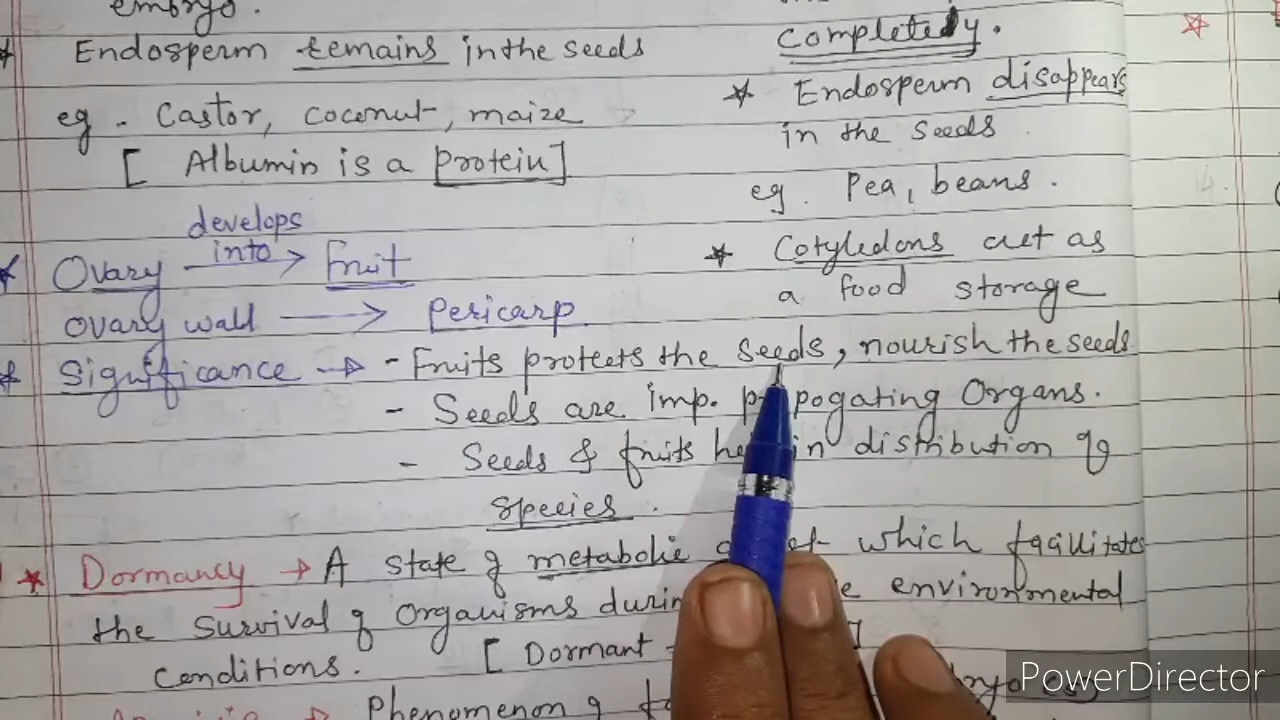 embryo.
* Endosperm remains in the seeds
eg. Castor, coconut, maize
[ Albumin is a protein ]
completely.
* Endosperm disappears
in the seeds
eg. Pea, beans.
* Cotyledons act as
a food storage
* Ovary develops into → Fruit
Ovary wall → Pericarp
* Significance → - Fruits protects the seeds, nourish the seeds
- Seeds are imp. pogating Organs.
- Seeds & fruits in distribution of
species.
* Dormancy → A state of metabolic which facilitates
the survival of Organisms environmental
conditions. [ Dormant ]
Phenomenon of
PowerDirector